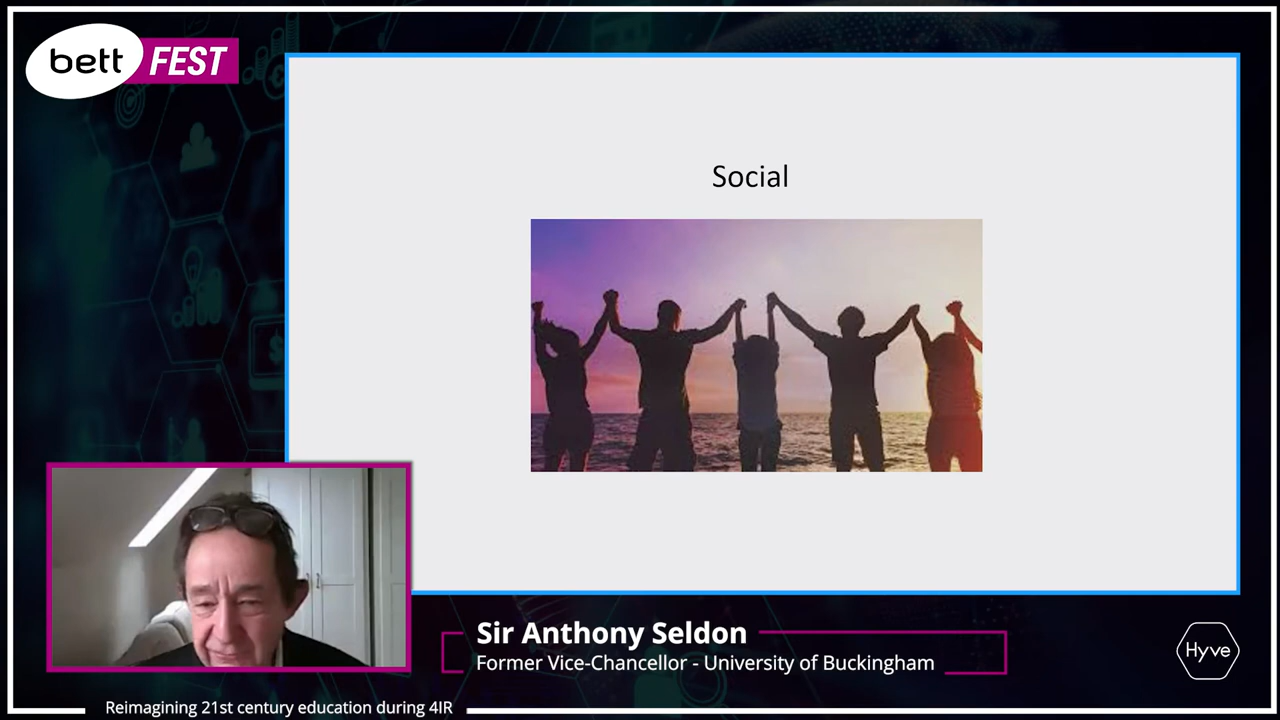 bett FEST
Social
Sir Anthony Seldon
Former Vice-Chancellor - University of Buckingham
Hyve
Reimagining 21st century education during 4IR